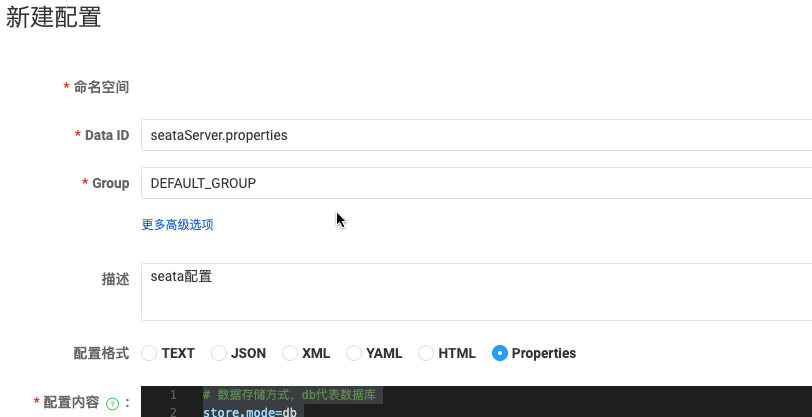 新建配置
* 命名空间
* Data ID seataServer.properties
* Group DEFAULT_GROUP
更多高级选项
描述 seata配置
配置格式 TEXT JSON XML YAML HTML Properties
* 配置内容 ? : 1 # 数据存储方式，db代表数据库
2 store.mode=db